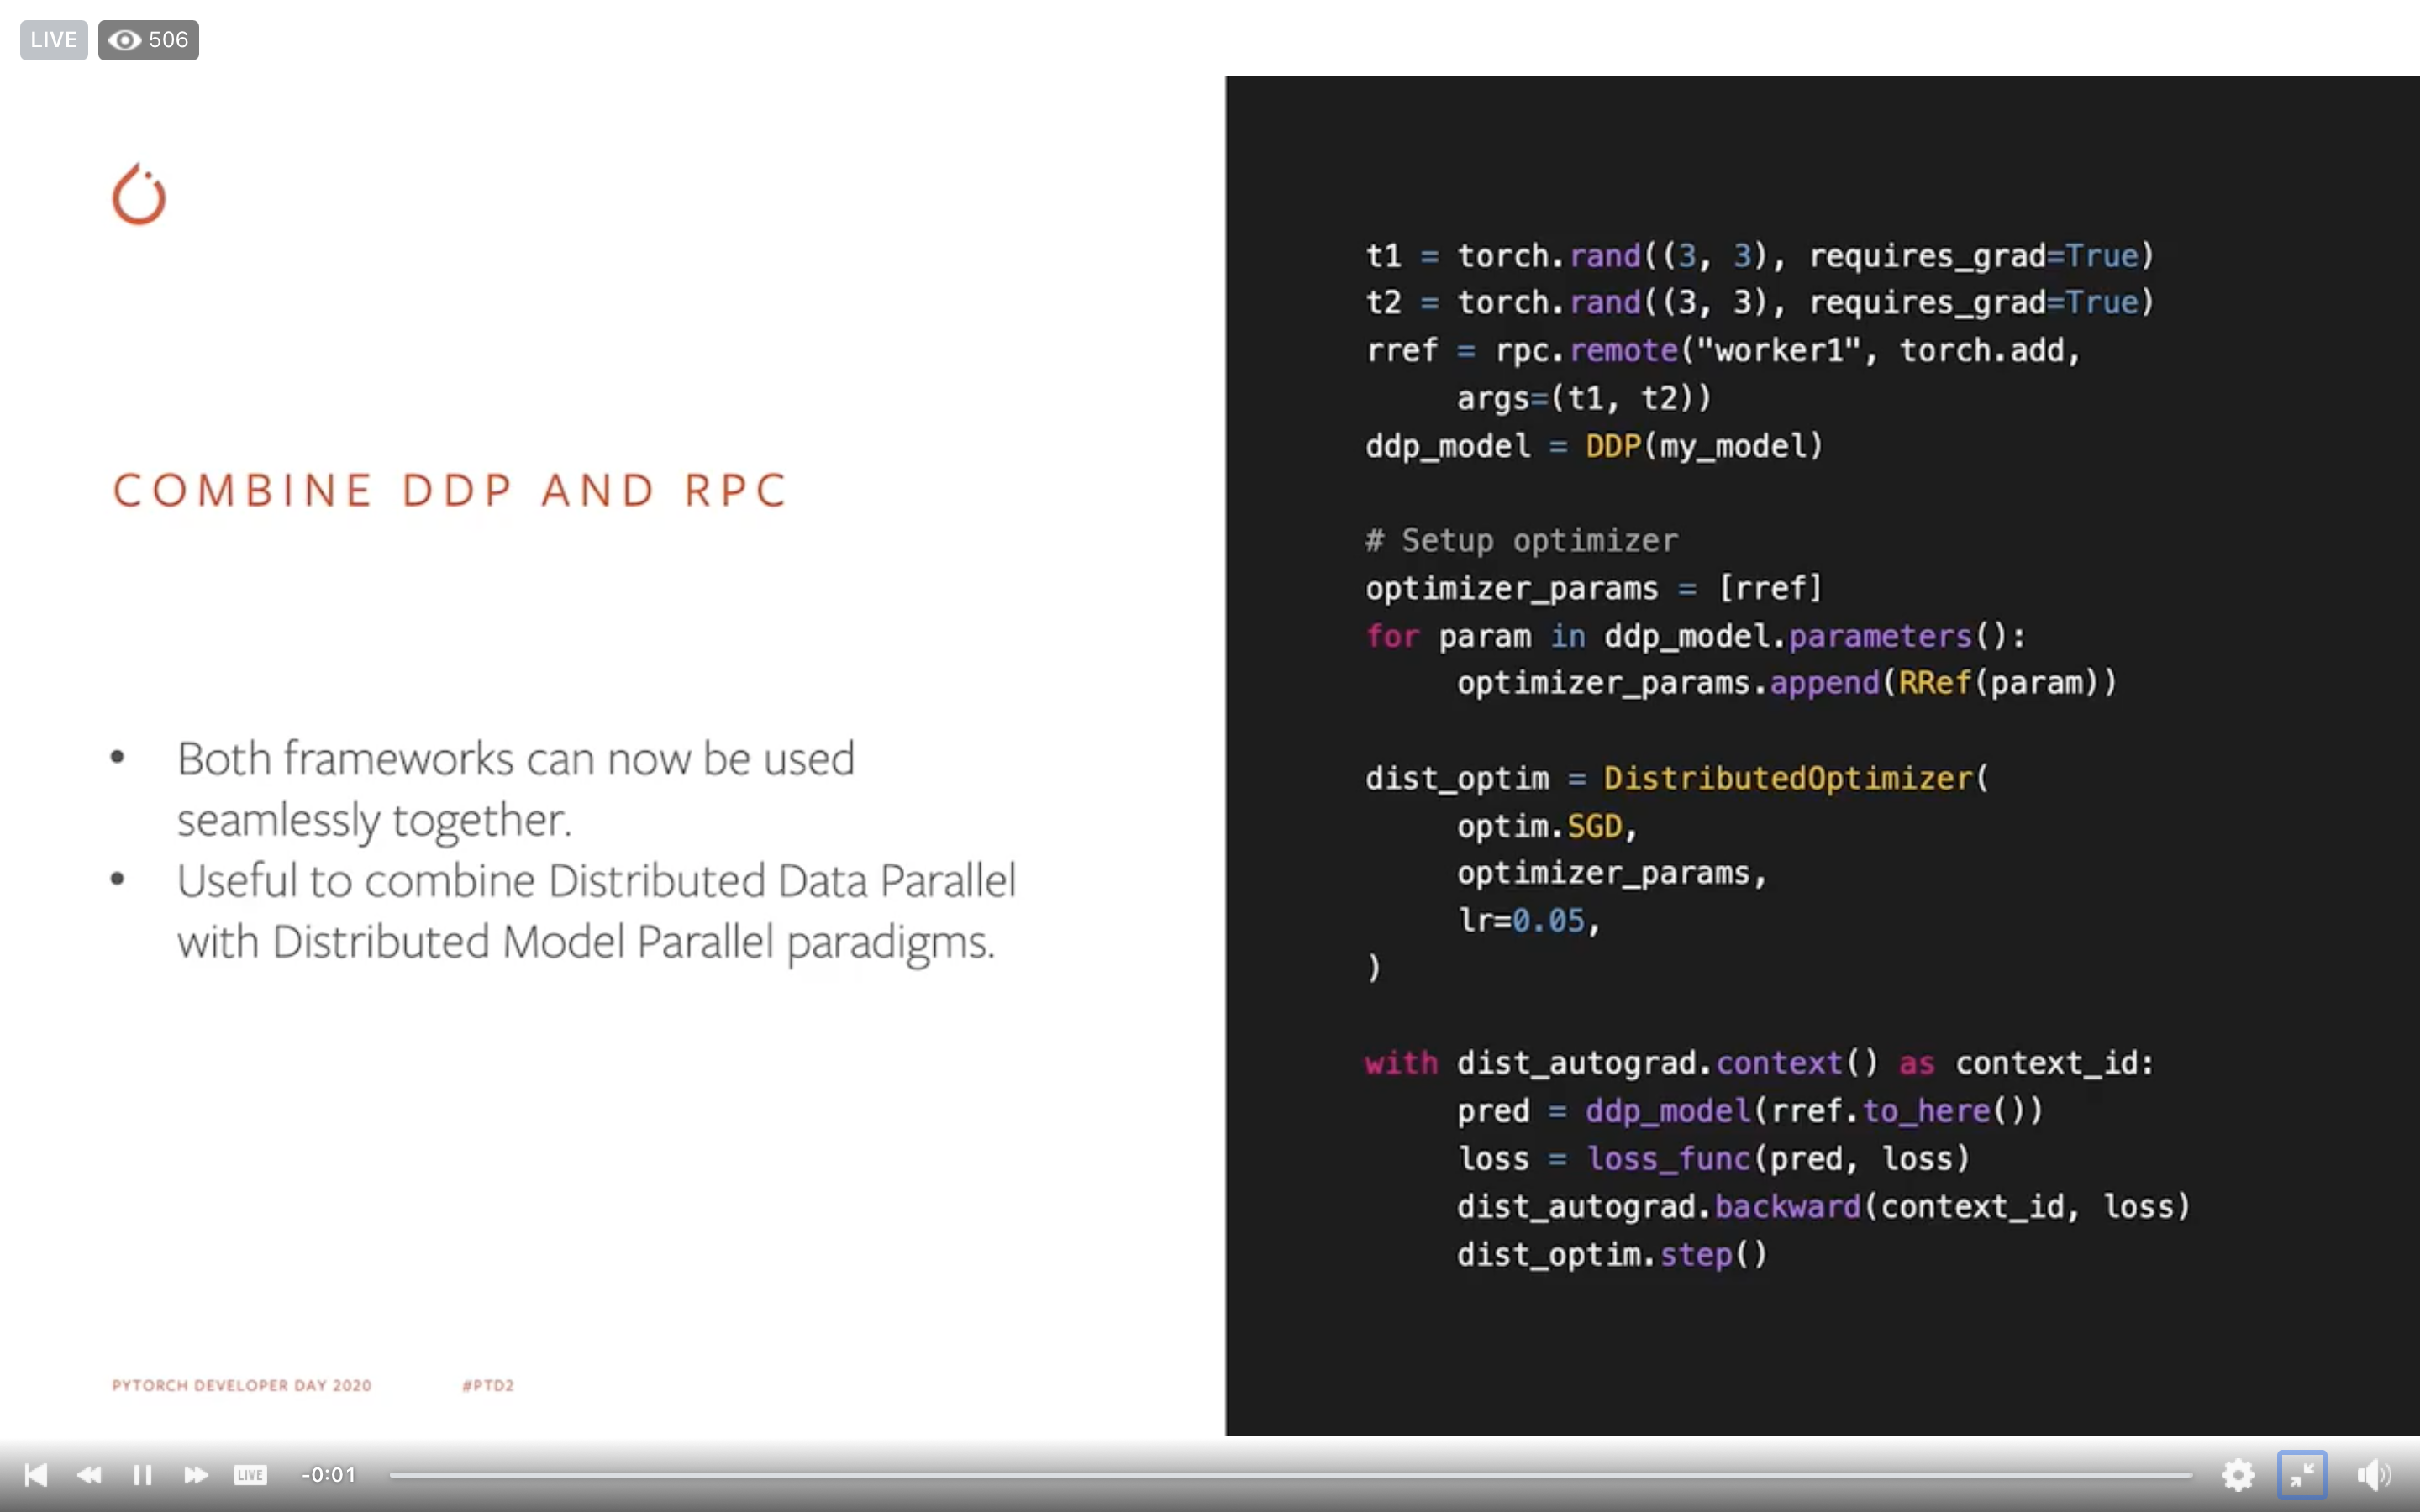 LIVE 506
COMBINE DDP AND RPC
• Both frameworks can now be used
seamlessly together.
• Useful to combine Distributed Data Parallel
with Distributed Model Parallel paradigms.
PYTORCH DEVELOPER DAY 2020 #PTD2
t1 = torch.rand((3, 3), requires_grad=True)
t2 = torch.rand((3, 3), requires_grad=True)
rref = rpc.remote("worker1", torch.add,
     args=(t1, t2))
ddp_model = DDP(my_model)

# Setup optimizer
optimizer_params = [rref]
for param in ddp_model.parameters():
     optimizer_params.append(RRef(param))

dist_optim = DistributedOptimizer(
     optim.SGD,
     optimizer_params,
     lr=0.05,
)

with dist_autograd.context() as context_id:
     pred = ddp_model(rref.to_here())
     loss = loss_func(pred, loss)
     dist_autograd.backward(context_id, loss)
     dist_optim.step()
LIVE -0:01